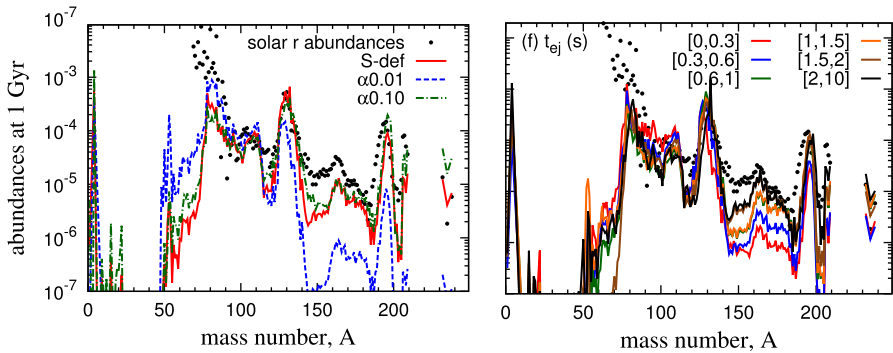 abundances at 1 Gyr
10^-2
10^-3
10^-4
10^-5
10^-6
10^-7
solar r abundances
S-def
α0.01
α0.10
0 50 100 150 200
mass number, A
(f) t_ej (s)
[0,0.3] [1,1.5]
[0.3,0.6] [1.5,2]
[0.6,1] [2,10]
0 50 100 150 200
mass number, A